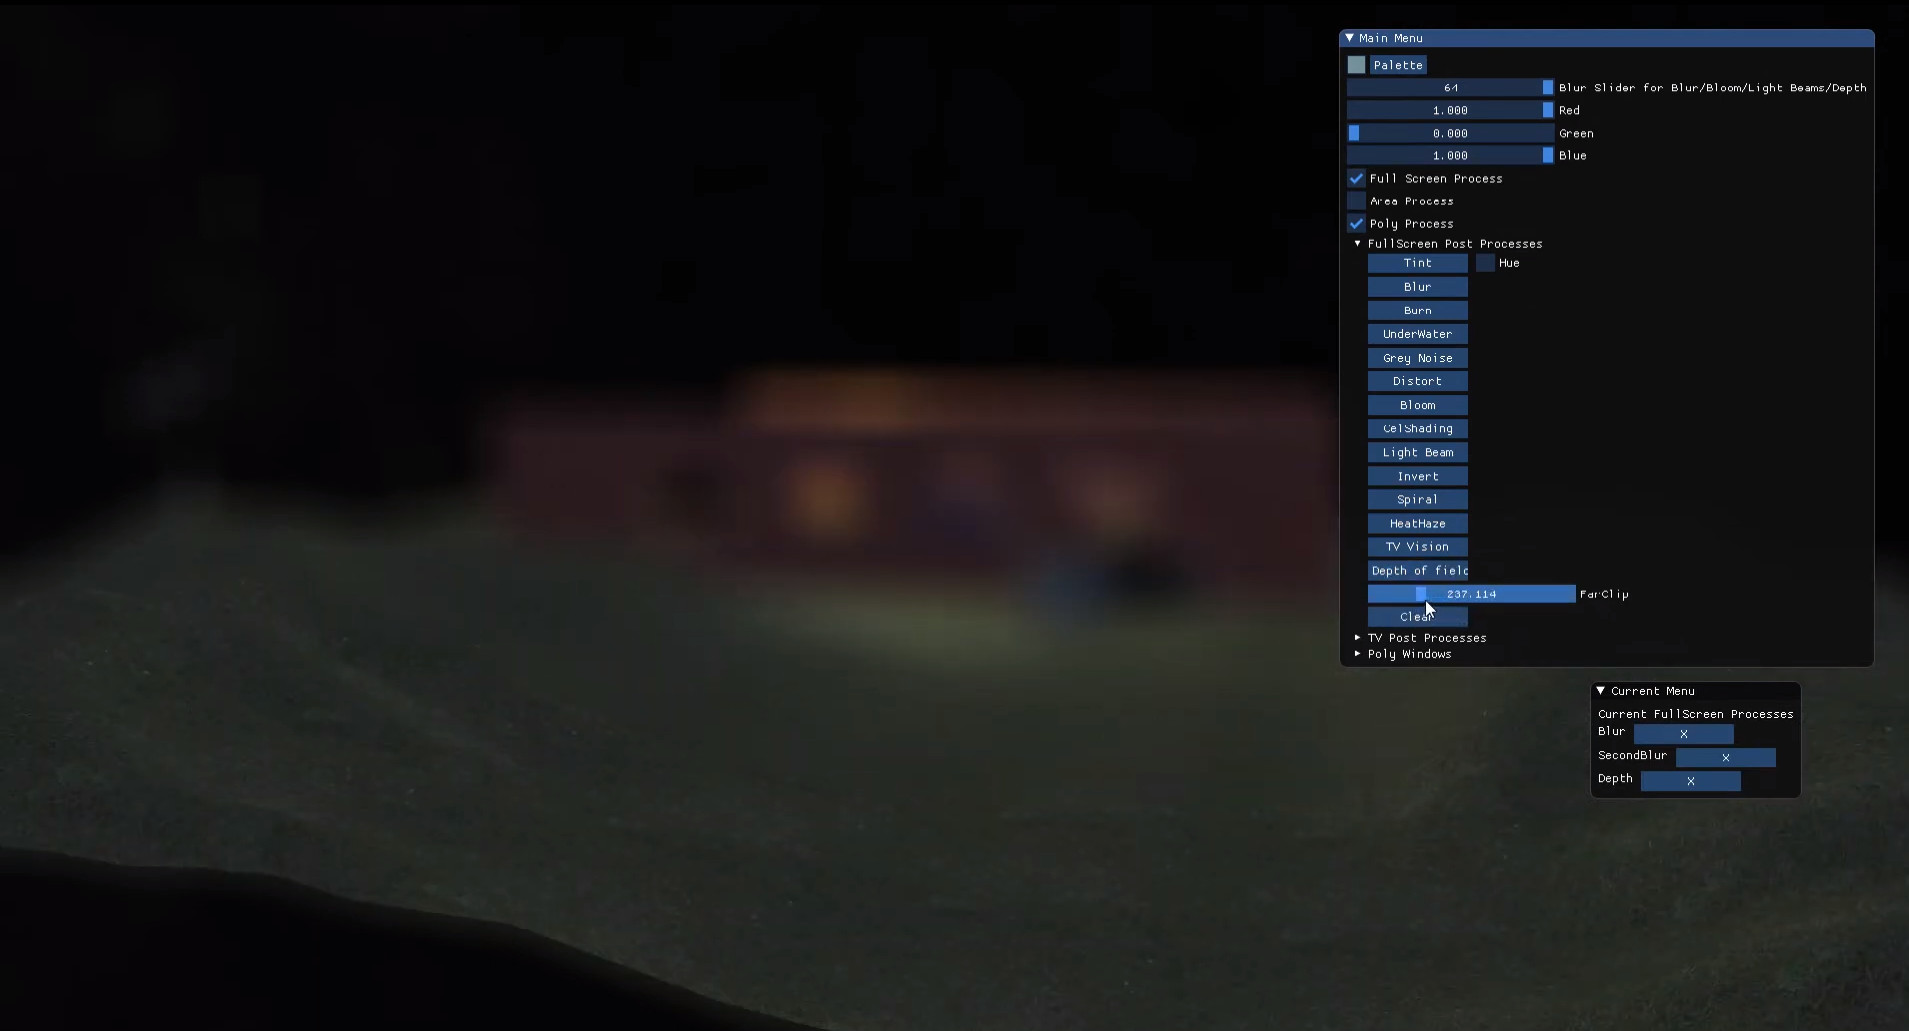 Main Menu
Palette
64 Blur Slider for Blur/Bloom/Light Beams/Depth
1.000 Red
0.000 Green
1.000 Blue
Full Screen Process
Area Process
Poly Process
FullScreen Post Processes
Tint Hue
Blur
Burn
UnderWater
Grey Noise
Distort
Bloom
CelShading
Light Beam
Invert
Spiral
HeatHaze
TV Vision
Depth of field
237.114 FarClip
Clear
TV Post Processes
Poly Windows
Current Menu
Current FullScreen Processes
Blur X
SecondBlur X
Depth X